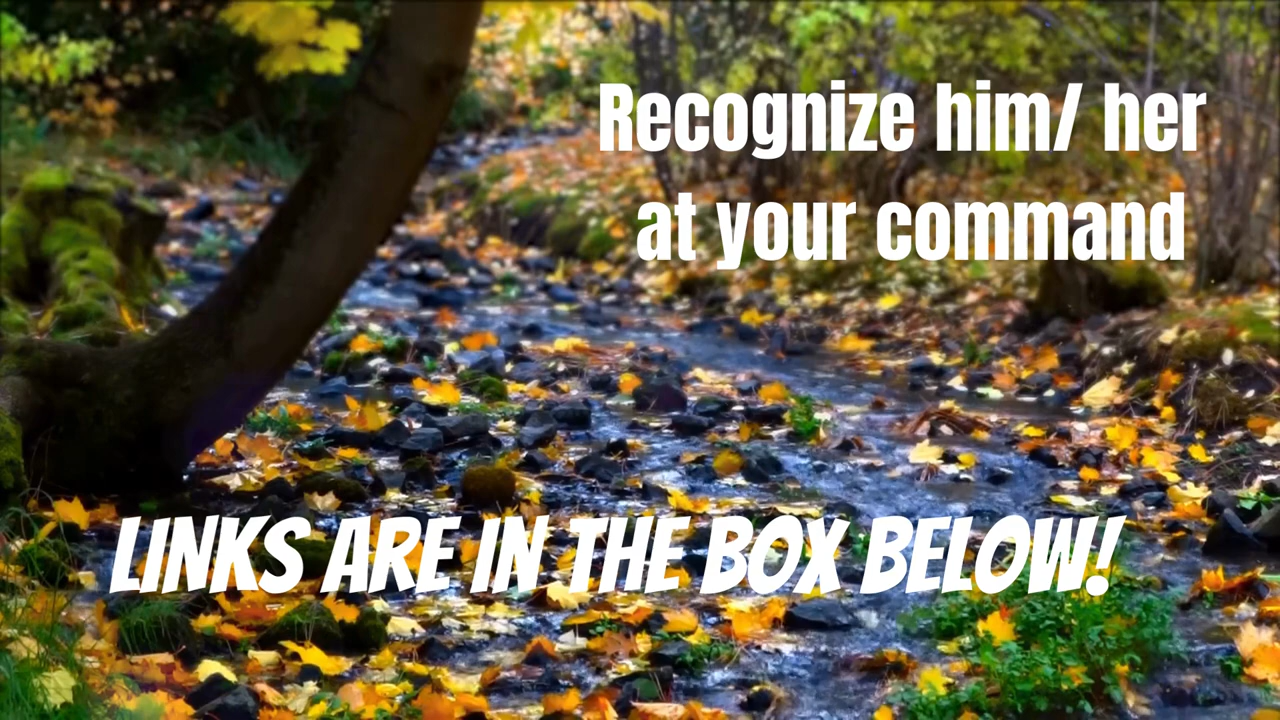 Recognize him/ her
at your command
LINKS ARE IN THE BOX BELOW!